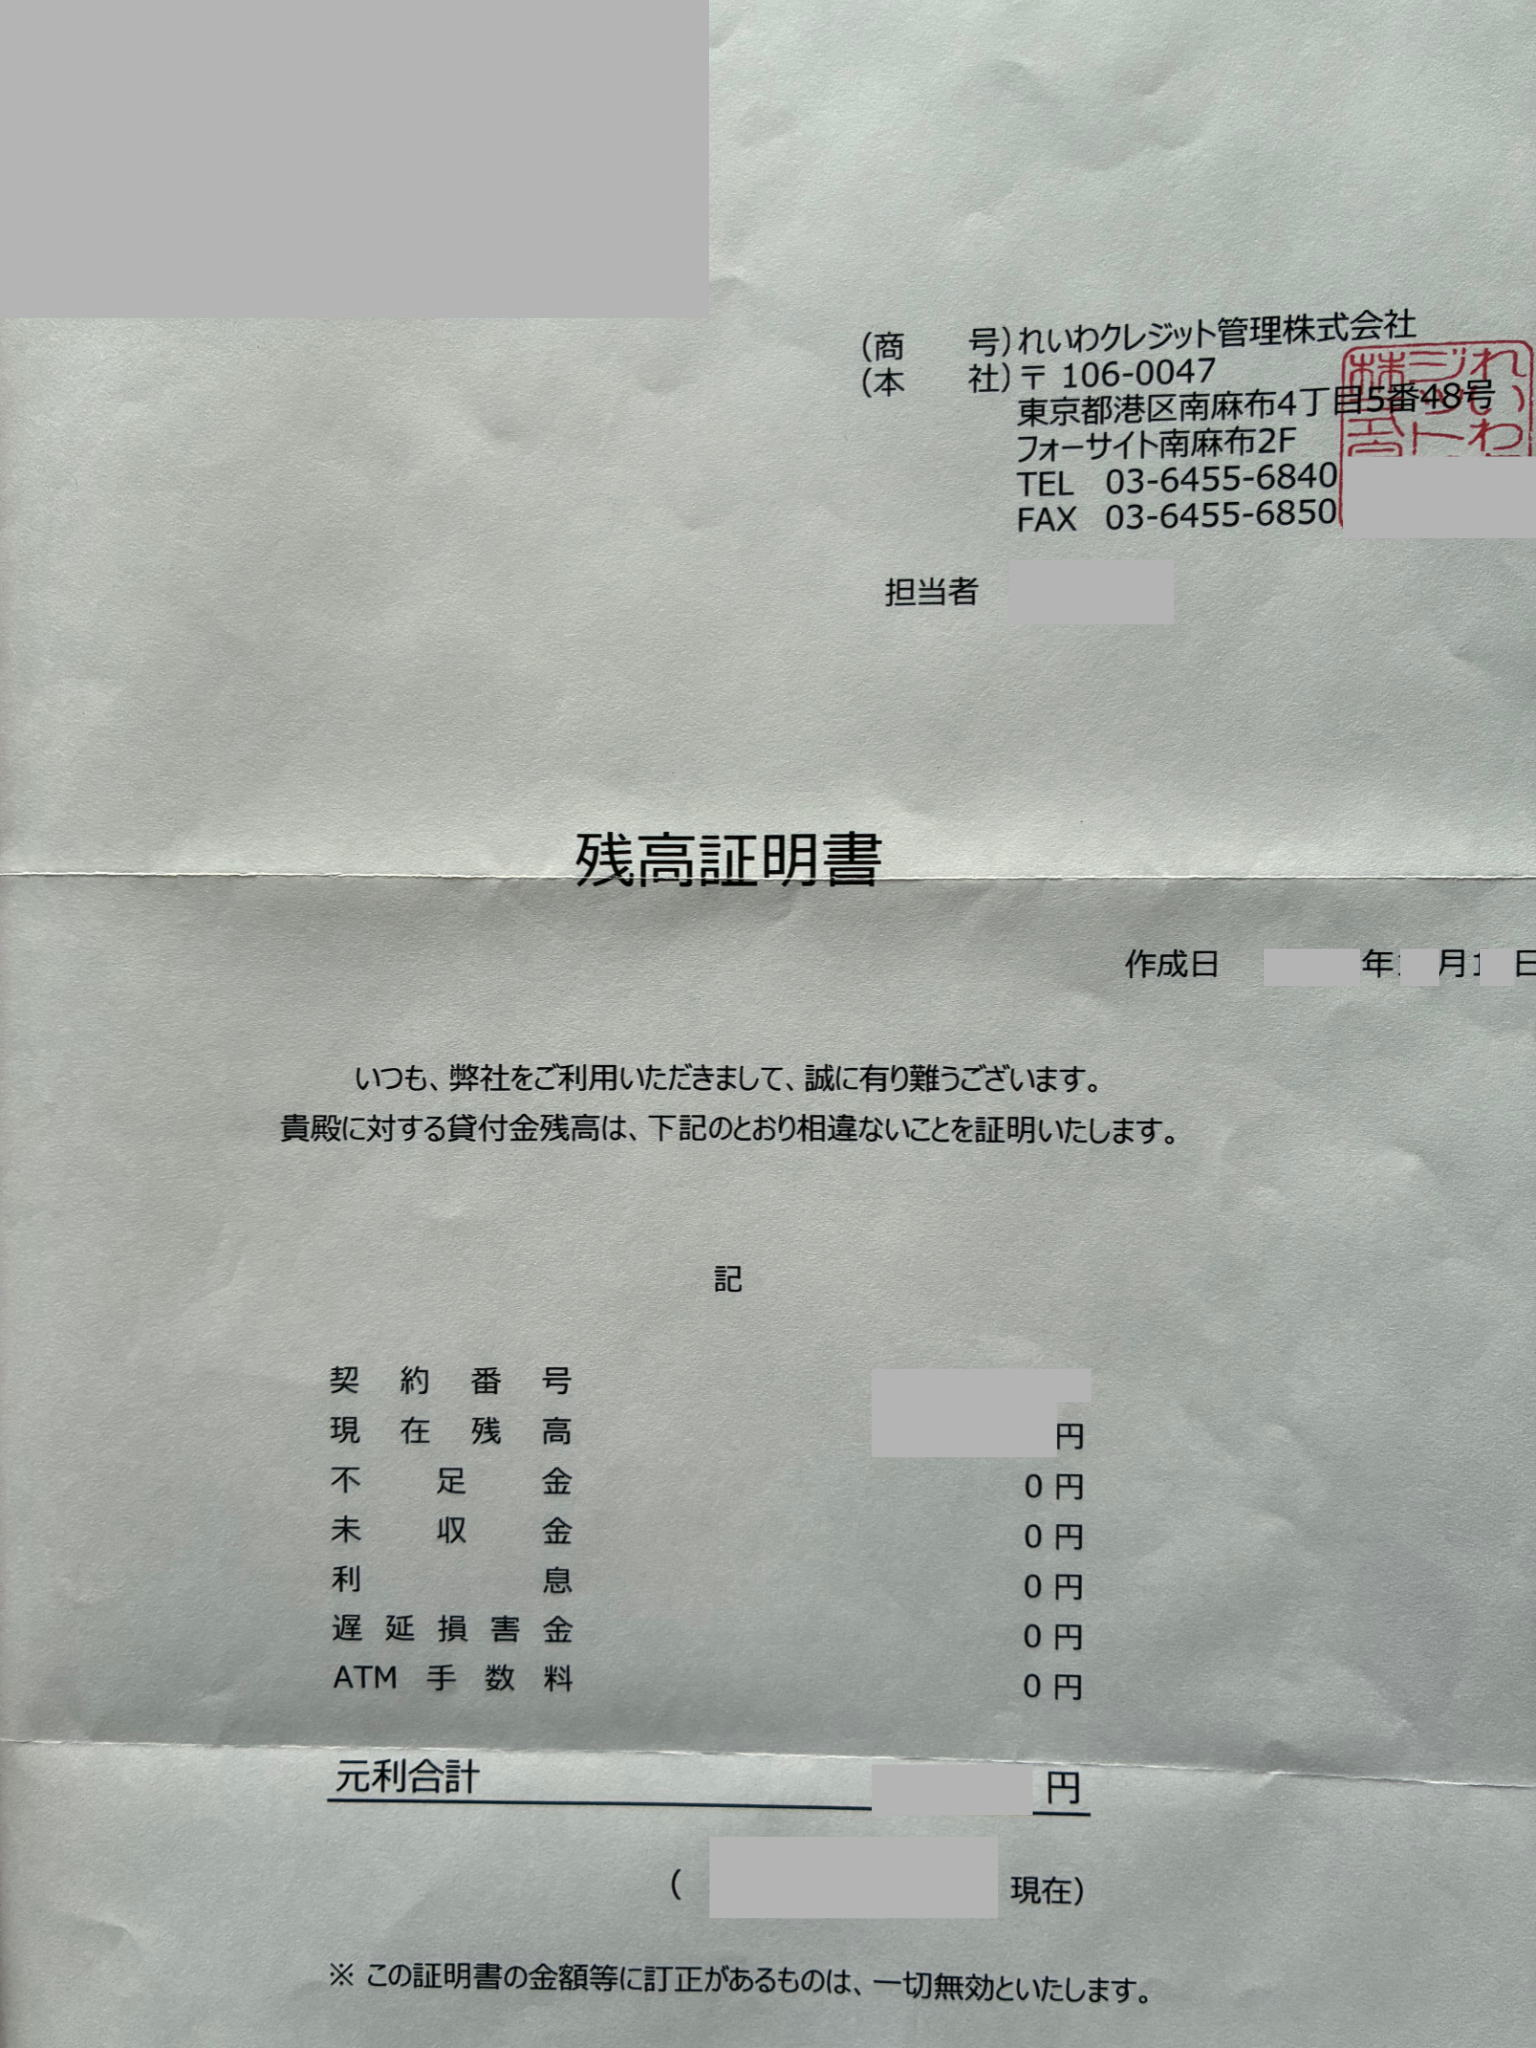 (商　　号)れいわクレジット管理株式会社
(本　　社)〒 106-0047
東京都港区南麻布4丁目5番48号
フォーサイト南麻布2F
TEL 03-6455-6840
FAX 03-6455-6850
担当者
残高証明書
作成日 年 月 日
いつも、弊社をご利用いただきまして、誠に有り難うございます。
貴殿に対する貸付金残高は、下記のとおり相違ないことを証明いたします。
記
契約番号
現在残高 円
不足金 0 円
未収金 0 円
利息 0 円
遅延損害金 0 円
ATM手数料 0 円
元利合計 円
( 現在)
※ この証明書の金額等に訂正があるものは、一切無効といたします。